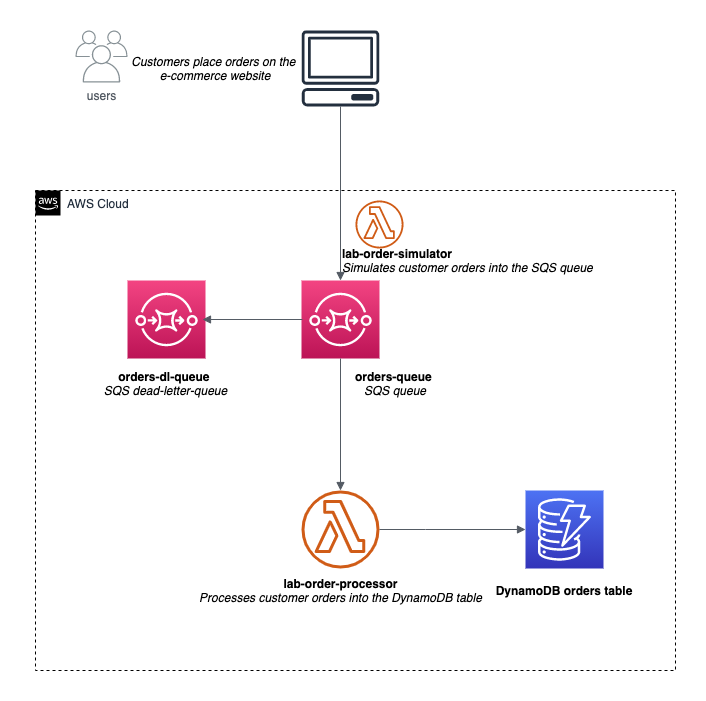 Customers place orders on the
e-commerce website
users
aws
AWS Cloud
lab-order-simulator
Simulates customer orders into the SQS queue
orders-dl-queue
SQS dead-letter-queue
orders-queue
SQS queue
lab-order-processor
Processes customer orders into the DynamoDB table
DynamoDB orders table